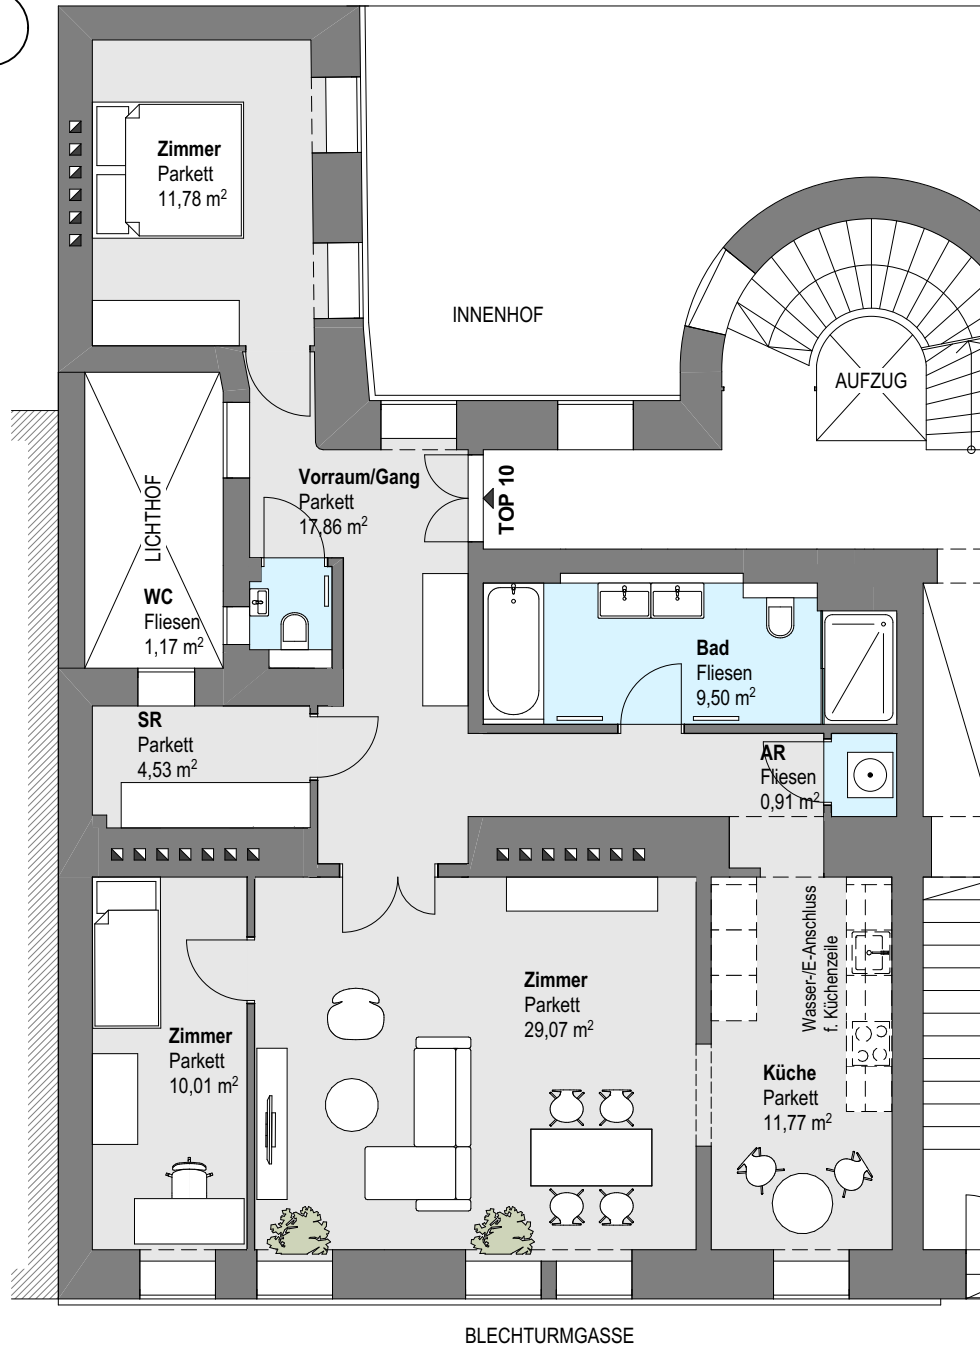 Zimmer
Parkett
11,78 m²
INNENHOF
AUFZUG
Vorraum/Gang
Parkett
17,86 m²
TOP 10
LICHTHOF
WC
Fliesen
1,17 m²
Bad
Fliesen
9,50 m²
SR
Parkett
4,53 m²
AR
Fliesen
0,91 m²
Wasser-/E-Anschluss
f. Küchenzeile
Zimmer
Parkett
29,07 m²
Zimmer
Parkett
10,01 m²
Küche
Parkett
11,77 m²
BLECHTURMGASSE